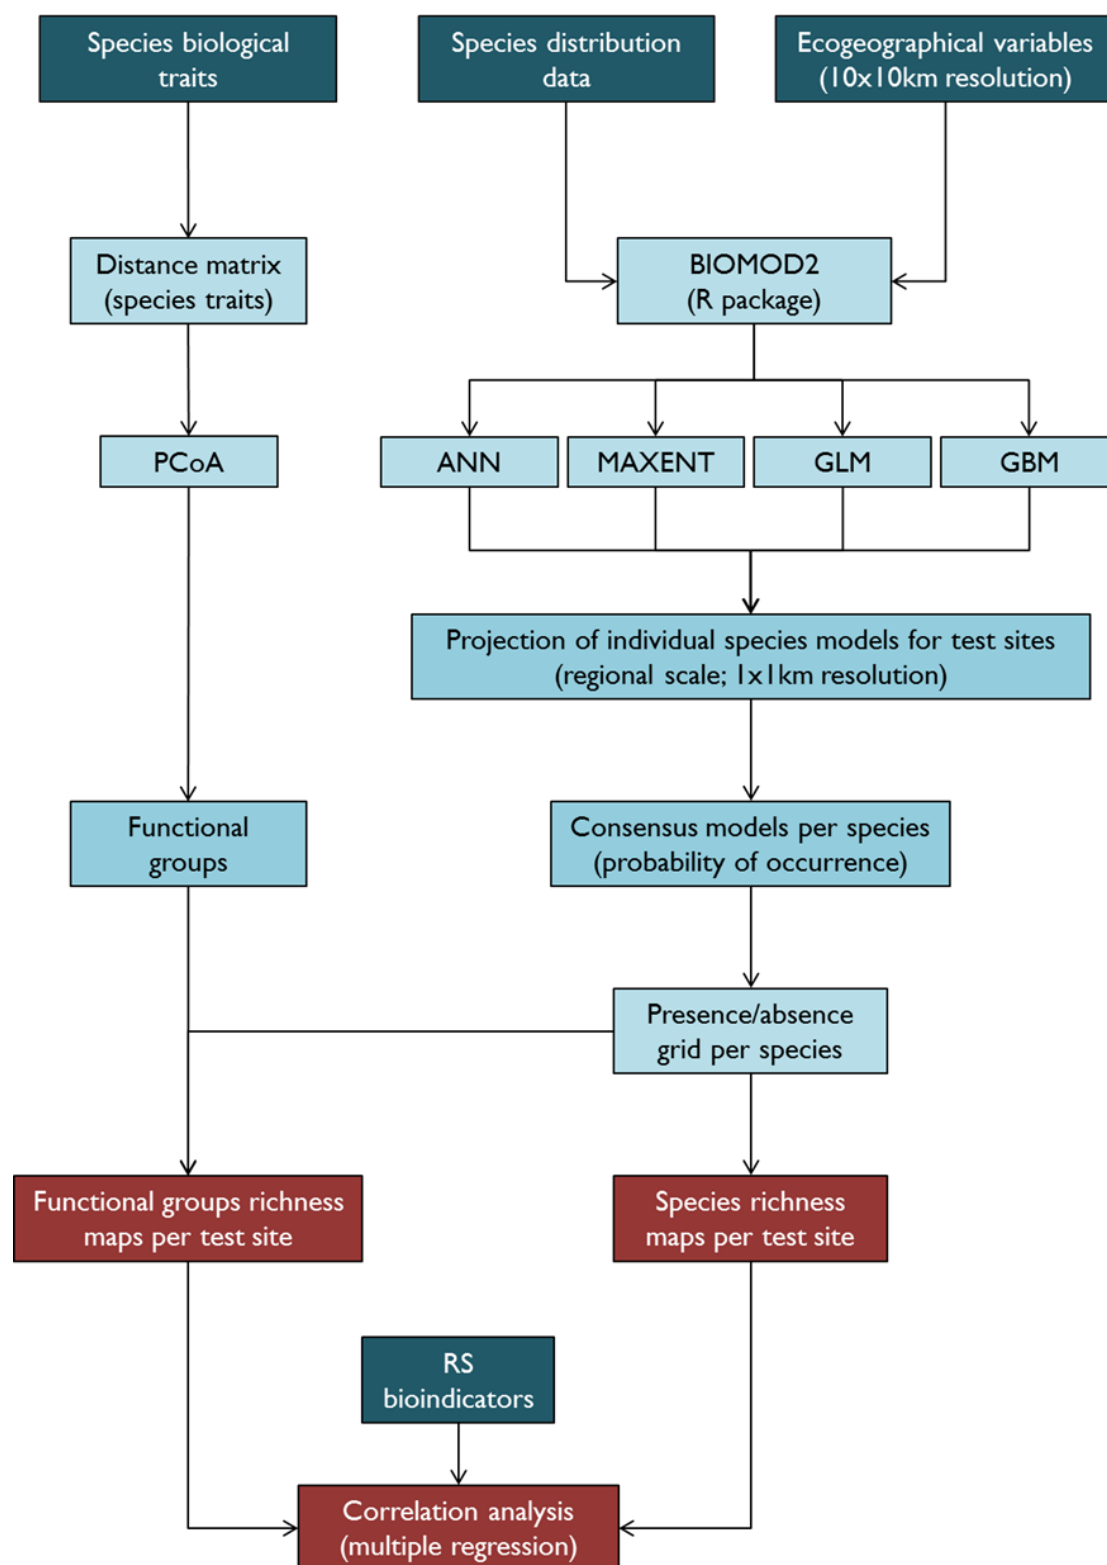 Species biological
traits
Species distribution
data
Ecogeographical variables
(10x10km resolution)
Distance matrix
(species traits)
BIOMOD2
(R package)
PCoA
ANN
MAXENT
GLM
GBM
Projection of individual species models for test sites
(regional scale; 1x1km resolution)
Functional
groups
Consensus models per species
(probability of occurrence)
Presence/absence
grid per species
Functional groups richness
maps per test site
Species richness
maps per test site
RS
bioindicators
Correlation analysis
(multiple regression)